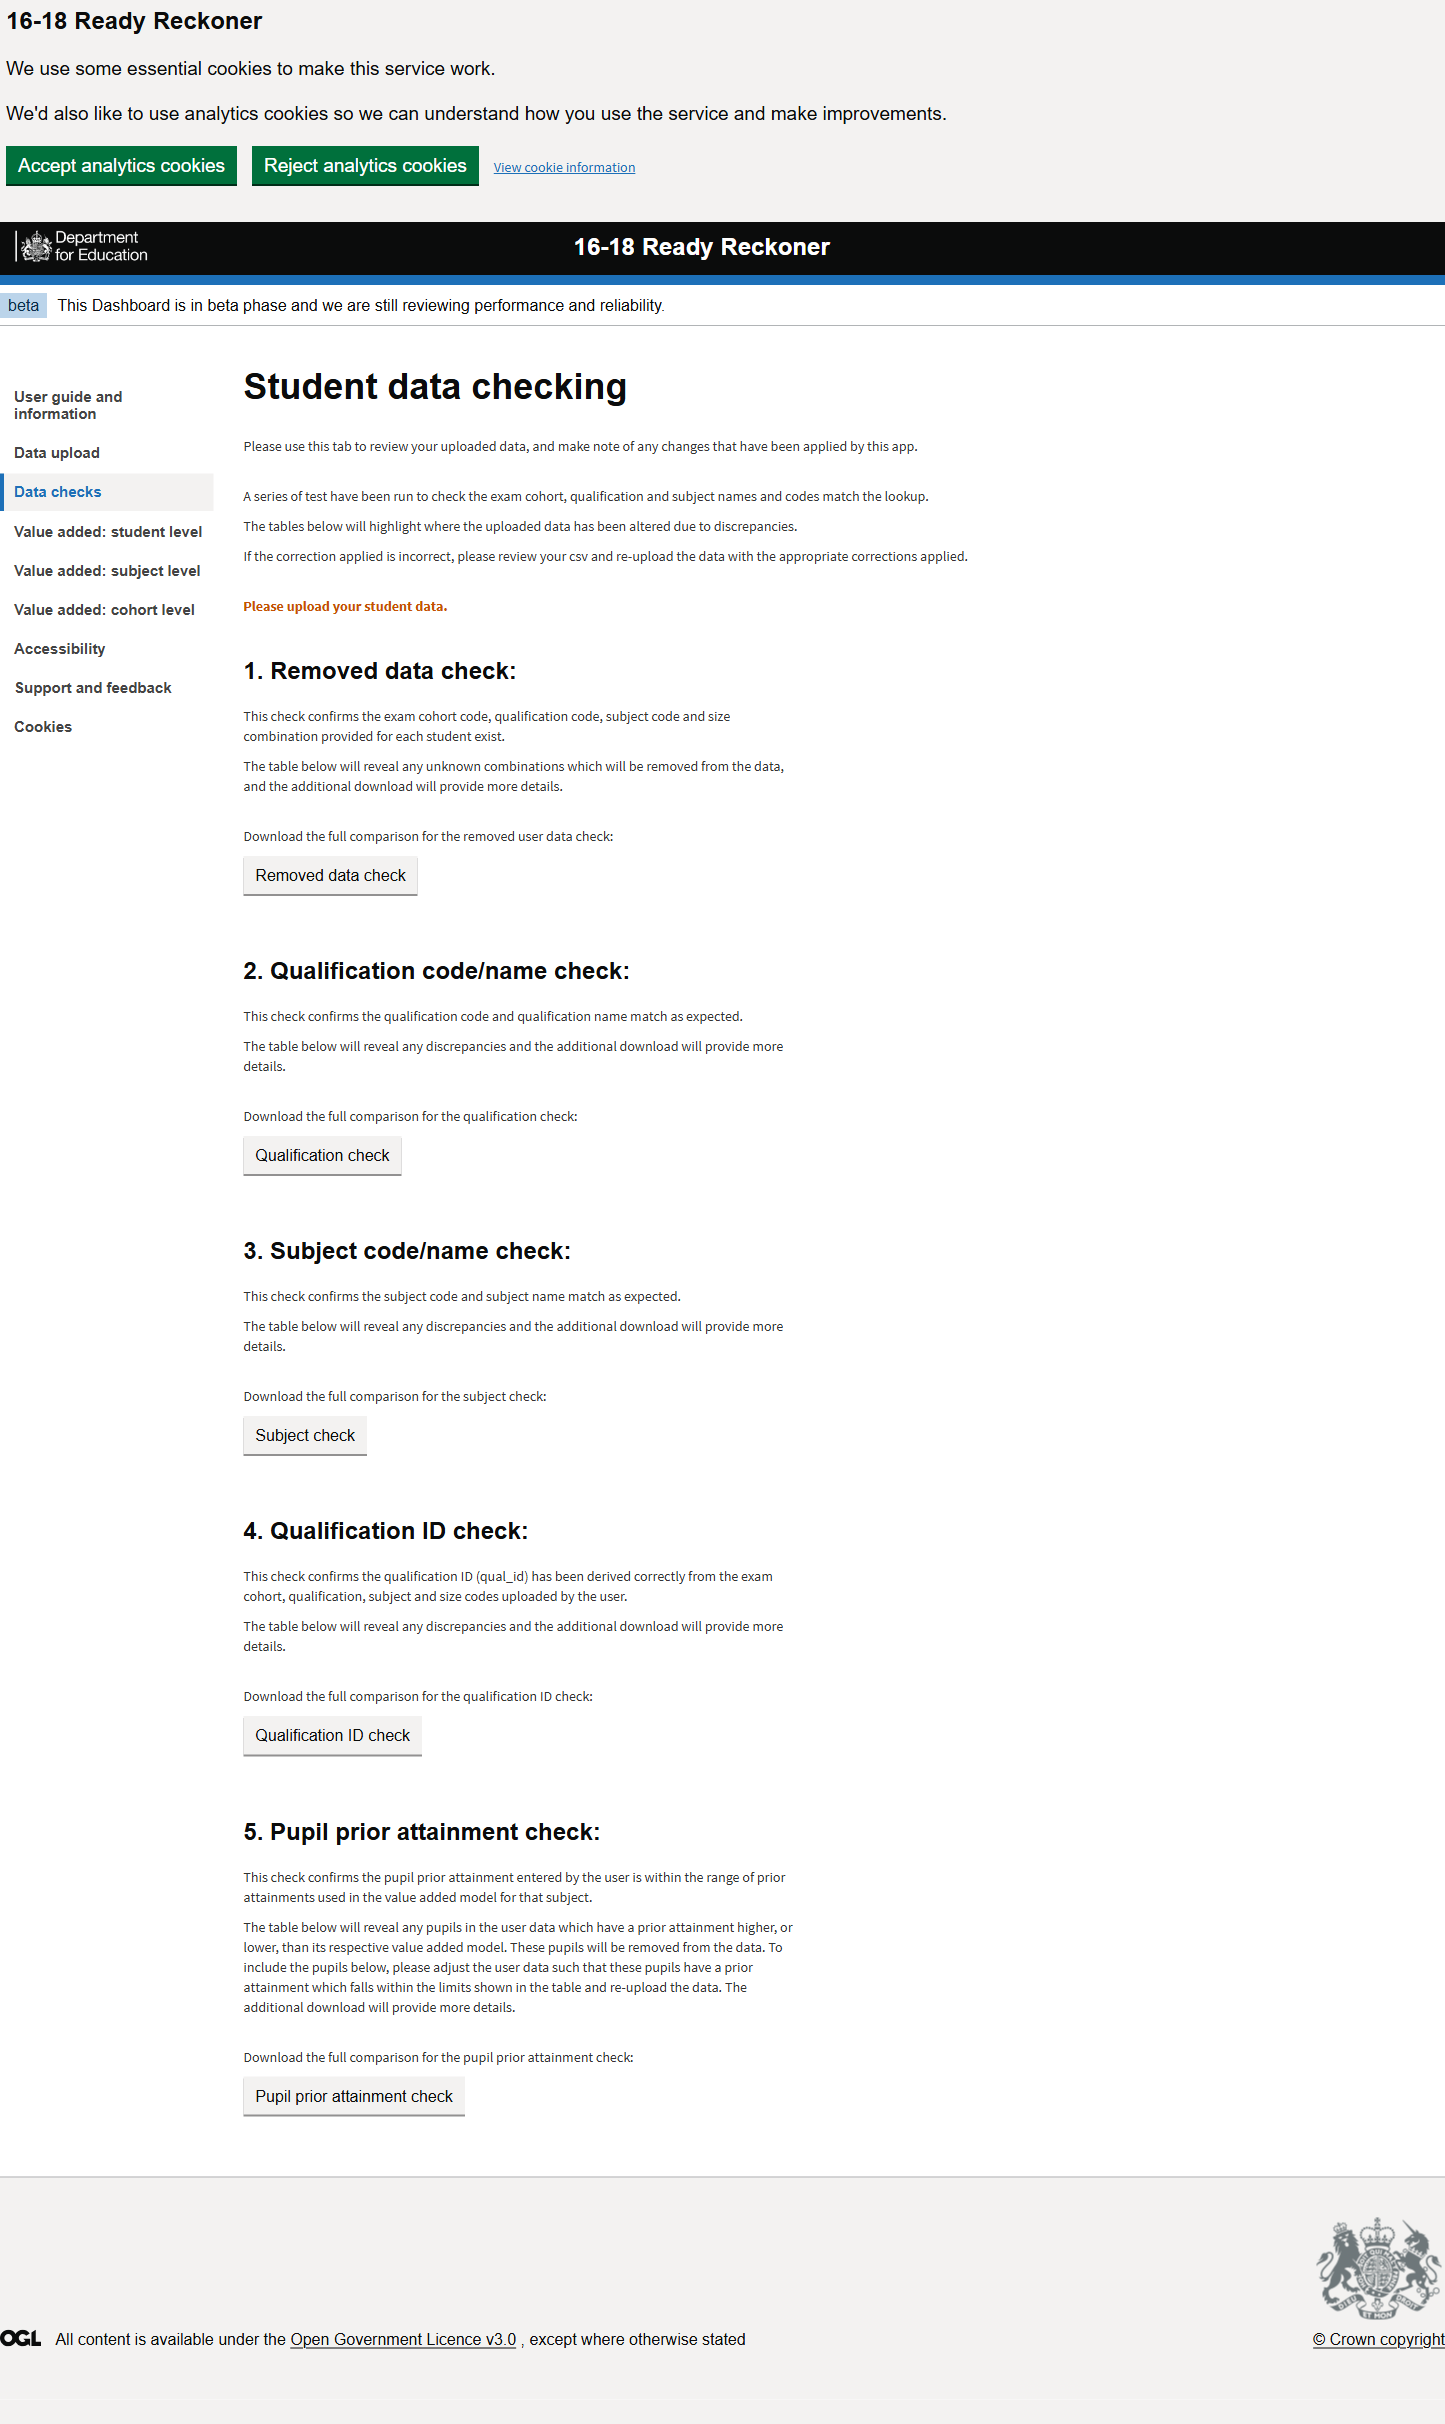 16-18 Ready Reckoner
We use some essential cookies to make this service work.
We'd also like to use analytics cookies so we can understand how you use the service and make improvements.
Accept analytics cookies
Reject analytics cookies
View cookie information
Department
for Education
16-18 Ready Reckoner
beta
This Dashboard is in beta phase and we are still reviewing performance and reliability.
User guide and
information
Data upload
Data checks
Value added: student level
Value added: subject level
Value added: cohort level
Accessibility
Support and feedback
Cookies
Student data checking
Please use this tab to review your uploaded data, and make note of any changes that have been applied by this app.
A series of test have been run to check the exam cohort, qualification and subject names and codes match the lookup.
The tables below will highlight where the uploaded data has been altered due to discrepancies.
If the correction applied is incorrect, please review your csv and re-upload the data with the appropriate corrections applied.
Please upload your student data.
1. Removed data check:
This check confirms the exam cohort code, qualification code, subject code and size
combination provided for each student exist.
The table below will reveal any unknown combinations which will be removed from the data,
and the additional download will provide more details.
Download the full comparison for the removed user data check:
Removed data check
2. Qualification code/name check:
This check confirms the qualification code and qualification name match as expected.
The table below will reveal any discrepancies and the additional download will provide more
details.
Download the full comparison for the qualification check:
Qualification check
3. Subject code/name check:
This check confirms the subject code and subject name match as expected.
The table below will reveal any discrepancies and the additional download will provide more
details.
Download the full comparison for the subject check:
Subject check
4. Qualification ID check:
This check confirms the qualification ID (qual_id) has been derived correctly from the exam
cohort, qualification, subject and size codes uploaded by the user.
The table below will reveal any discrepancies and the additional download will provide more
details.
Download the full comparison for the qualification ID check:
Qualification ID check
5. Pupil prior attainment check:
This check confirms the pupil prior attainment entered by the user is within the range of prior
attainments used in the value added model for that subject.
The table below will reveal any pupils in the user data which have a prior attainment higher, or
lower, than its respective value added model. These pupils will be removed from the data. To
include the pupils below, please adjust the user data such that these pupils have a prior
attainment which falls within the limits shown in the table and re-upload the data. The
additional download will provide more details.
Download the full comparison for the pupil prior attainment check:
Pupil prior attainment check
OGL All content is available under the Open Government Licence v3.0 , except where otherwise stated
© Crown copyright